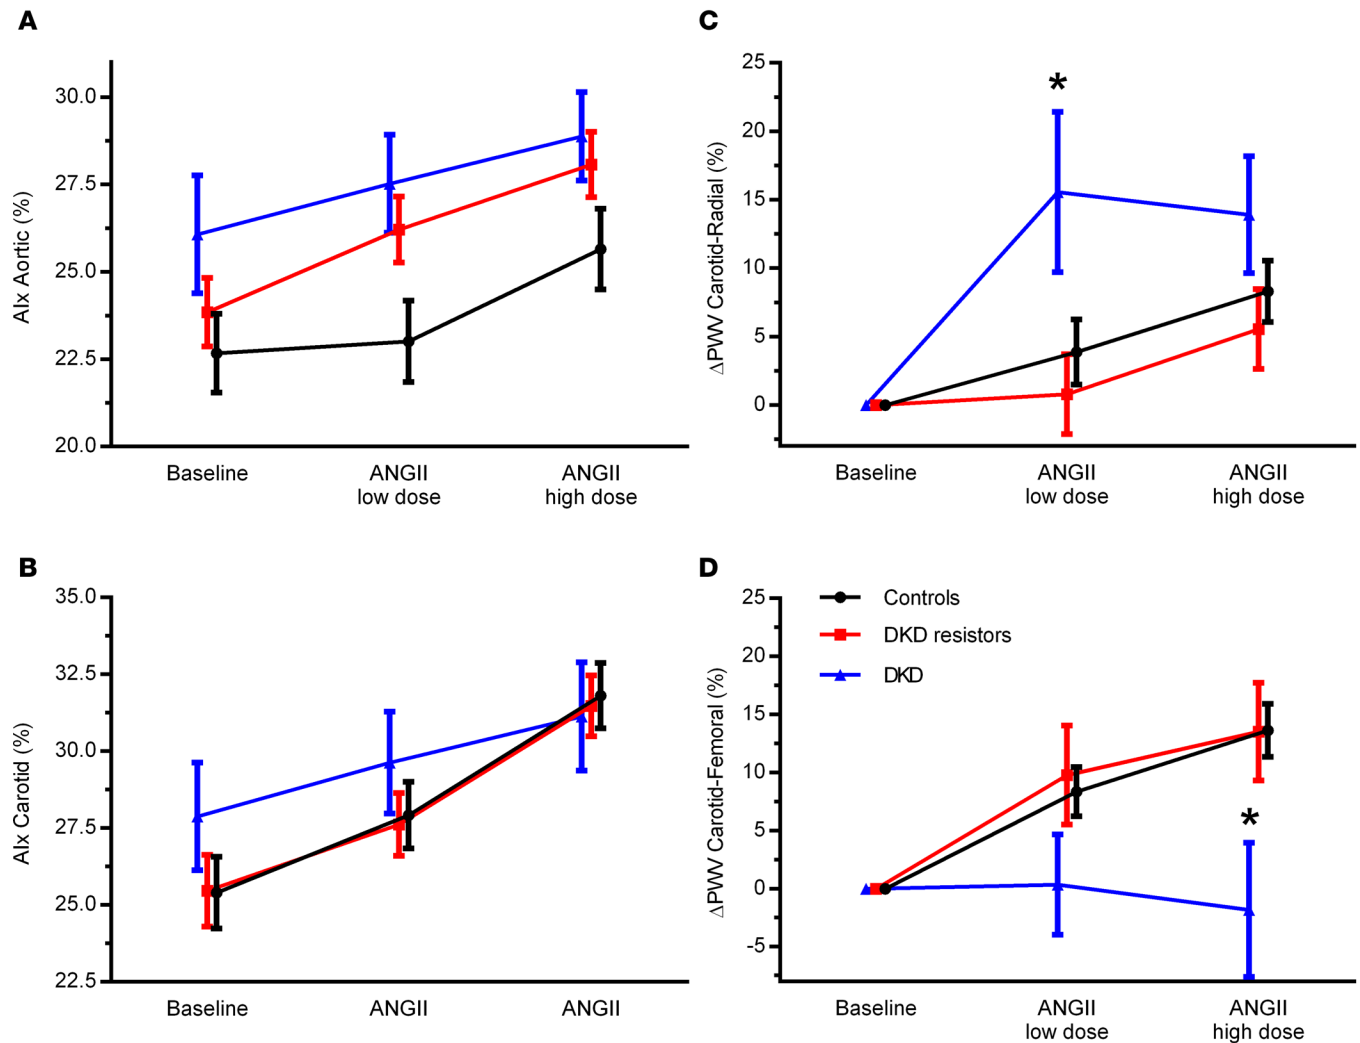 A
AIx Aortic (%)
30.0
27.5
25.0
22.5
20.0
Baseline
ANGII
low dose
ANGII
high dose
C
ΔPWV Carotid-Radial (%)
25
20
15
10
5
0
*
Baseline
ANGII
low dose
ANGII
high dose
B
AIx Carotid (%)
35.0
32.5
30.0
27.5
25.0
22.5
Baseline
ANGII
ANGII
D
ΔPWV Carotid-Femoral (%)
25
20
15
10
5
0
-5
Controls
DKD resistors
DKD
*
Baseline
ANGII
low dose
ANGII
high dose